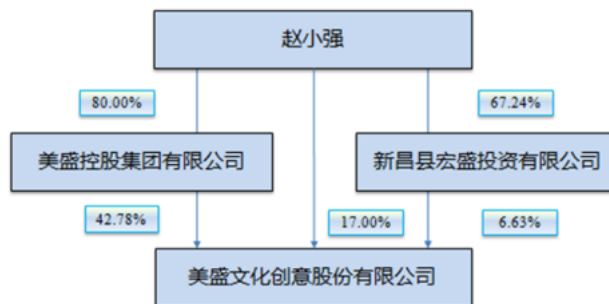 赵小强
80.00%
67.24%
美盛控股集团有限公司
新昌县宏盛投资有限公司
42.78%
17.00%
6.63%
美盛文化创意股份有限公司